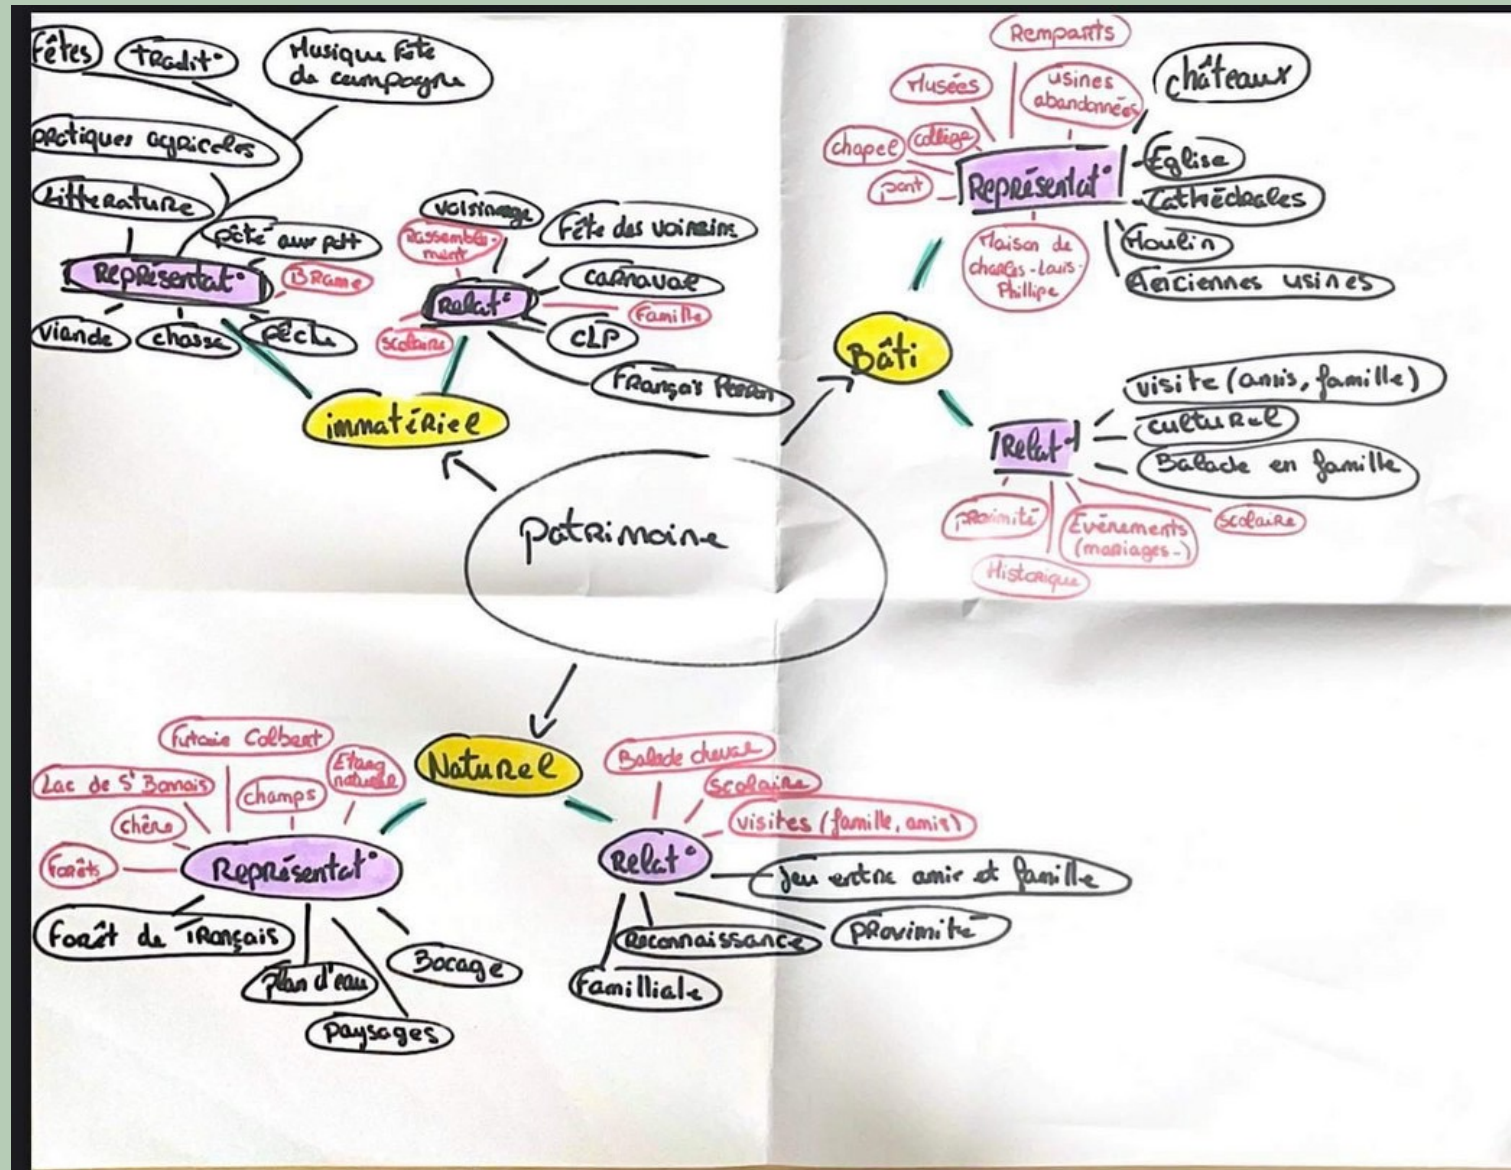 Fêtes
Tradit°
Musique Fête
de campagne
pratiques agricoles
Littérature
pâté aux pdt
Représentat°
BRame
viande
chasse
pêche
voisinage
Rassemble-
ment
Fête des voisins
carnaval
Relat°
Famille
scolaire
CLP
François Perron
immatériel
Remparts
Musées
usines
abandonnées
châteaux
chapel
collège
pont
Représentat°
Eglise
Cathédrales
Moulin
Anciennes usines
Maison de
charles-Louis-
Phillipe
Bâti
visite (amis, famille)
culturel
Balade en famille
Relat°
proximité
Evénements
(mariages-)
scolaire
Historique
patrimoine
Naturel
Futaie Colbert
Lac de St Bonnais
champs
Etang
naturel
chêne
Forêts
Représentat°
Forêt de Tronçais
plan d'eau
Bocage
paysages
Balade cheval
scolaire
visites (famille, amis)
Relat°
Jeu entre amis et famille
Reconnaissance
proximité
Familliale